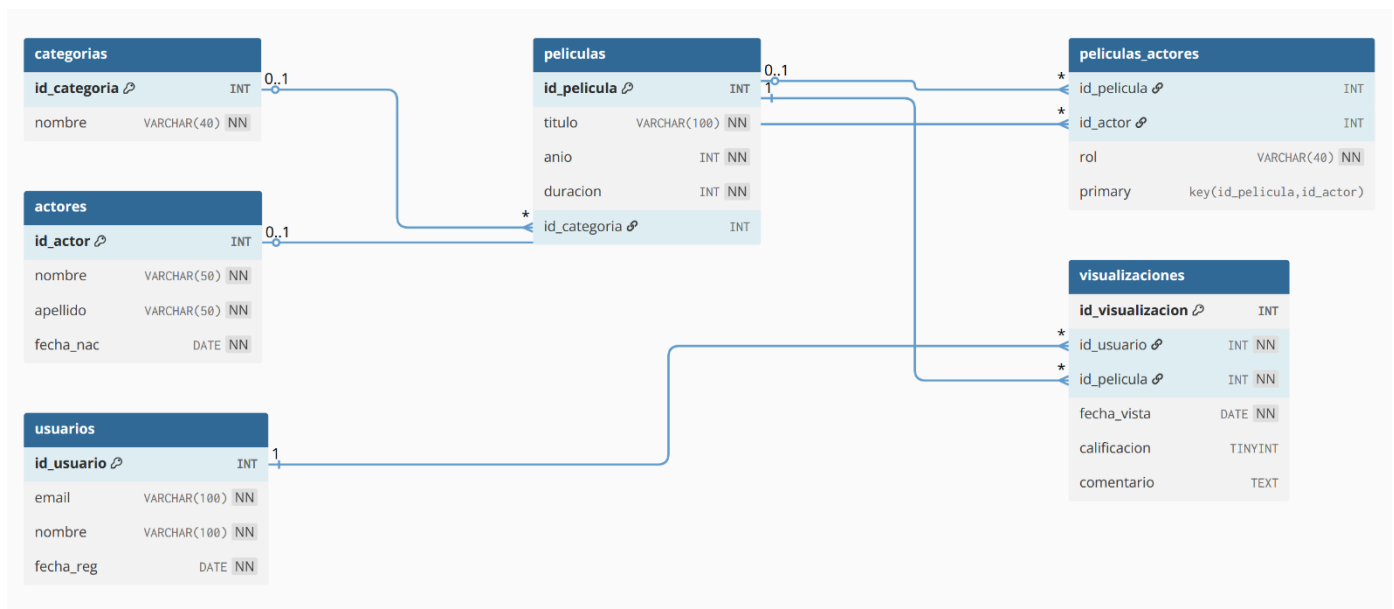 categorias
id_categoria INT
nombre VARCHAR(40) NN
0..1
actores
id_actor INT
nombre VARCHAR(50) NN
apellido VARCHAR(50) NN
fecha_nac DATE NN
0..1
usuarios
id_usuario INT
email VARCHAR(100) NN
nombre VARCHAR(100) NN
fecha_reg DATE NN
1
peliculas
id_pelicula INT
titulo VARCHAR(100) NN
anio INT NN
duracion INT NN
id_categoria INT
*
0..1
1
peliculas_actores
id_pelicula INT
id_actor INT
rol VARCHAR(40) NN
primary key(id_pelicula,id_actor)
*
*
visualizaciones
id_visualizacion INT
id_usuario INT NN
id_pelicula INT NN
fecha_vista DATE NN
calificacion TINYINT
comentario TEXT
*
*